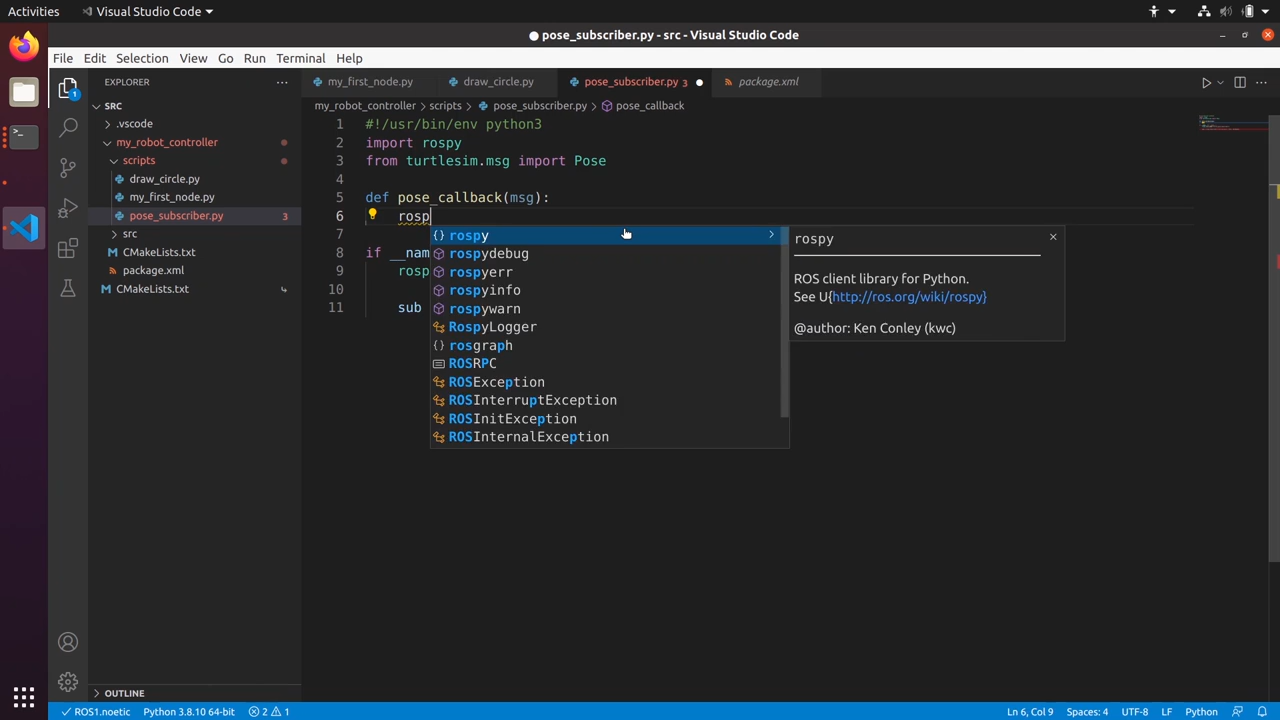 Activities
Visual Studio Code
pose_subscriber.py - src - Visual Studio Code
File Edit Selection View Go Run Terminal Help
EXPLORER
my_first_node.py
draw_circle.py
pose_subscriber.py 3
package.xml
SRC
.vscode
my_robot_controller
scripts
draw_circle.py
my_first_node.py
pose_subscriber.py 3
src
CMakeLists.txt
package.xml
CMakeLists.txt
1
my_robot_controller > scripts > pose_subscriber.py > pose_callback
1 #!/usr/bin/env python3
2 import rospy
3 from turtlesim.msg import Pose
4
5 def pose_callback(msg):
6 rosp
7
8 if __nam
9 rosp
10
11 sub
rospy
rospydebug
rospyerr
rospyinfo
rospywarn
RospyLogger
rosgraph
ROSRPC
ROSException
ROSInterruptException
ROSInitException
ROSInternalException
rospy
ROS client library for Python.
See U{http://ros.org/wiki/rospy}
@author: Ken Conley (kwc)
OUTLINE
ROS1.noetic Python 3.8.10 64-bit 2 1 Ln 6, Col 9 Spaces: 4 UTF-8 LF Python